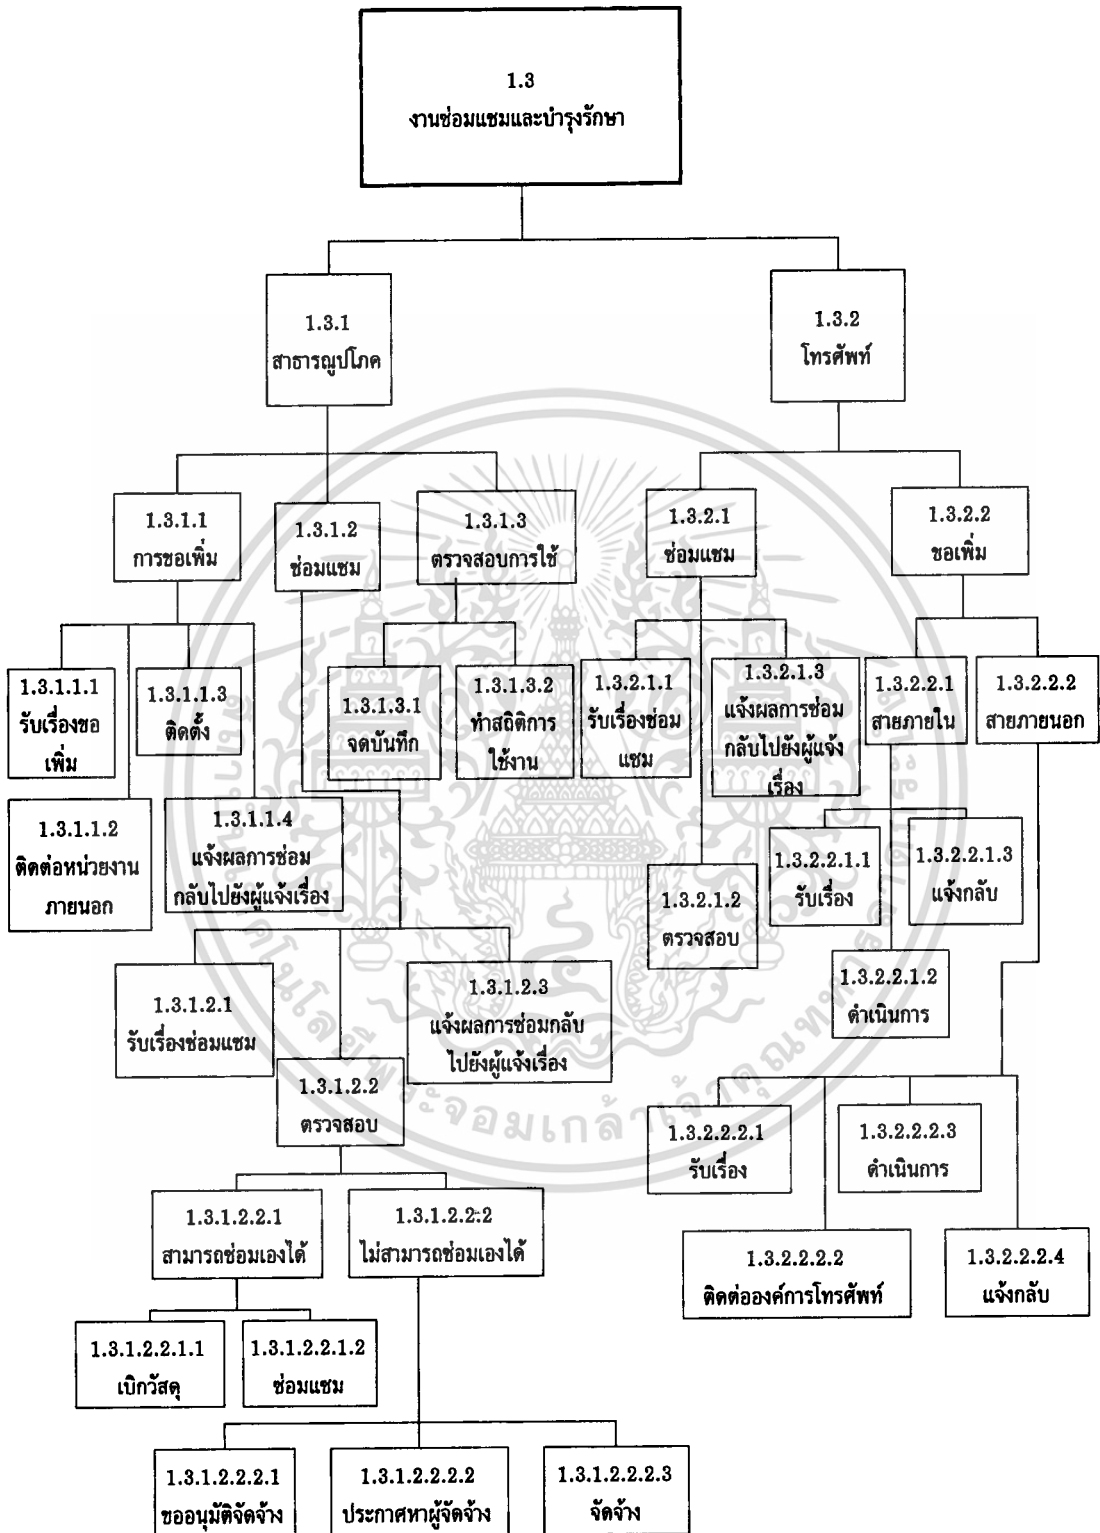 1.3
งานซ่อมแซมและบำรุงรักษา
1.3.1
สาธารณูปโภค
1.3.2
โทรศัพท์
1.3.1.1
การขอเพิ่ม
1.3.1.2
ซ่อมแซม
1.3.1.3
ตรวจสอบการใช้
1.3.2.1
ซ่อมแซม
1.3.2.2
ขอเพิ่ม
1.3.1.1.1
รับเรื่องขอ
เพิ่ม
1.3.1.1.3
ติดตั้ง
1.3.1.3.1
จดบันทึก
1.3.1.3.2
ทำสถิติการ
ใช้งาน
1.3.2.1.1
รับเรื่องซ่อม
แซม
1.3.2.1.3
แจ้งผลการซ่อม
กลับไปยังผู้แจ้ง
เรื่อง
1.3.2.2.1
สายภายใน
1.3.2.2.2
สายภายนอก
1.3.1.1.2
ติดต่อหน่วยงาน
ภายนอก
1.3.1.1.4
แจ้งผลการซ่อม
กลับไปยังผู้แจ้งเรื่อง
1.3.2.1.2
ตรวจสอบ
1.3.2.2.1.1
รับเรื่อง
1.3.2.2.1.3
แจ้งกลับ
1.3.2.2.1.2
ดำเนินการ
1.3.1.2.1
รับเรื่องซ่อมแซม
1.3.1.2.3
แจ้งผลการซ่อมกลับ
ไปยังผู้แจ้งเรื่อง
1.3.1.2.2
ตรวจสอบ
1.3.2.2.2.1
รับเรื่อง
1.3.2.2.2.3
ดำเนินการ
1.3.1.2.2.1
สามารถซ่อมเองได้
1.3.1.2.2.2
ไม่สามารถซ่อมเองได้
1.3.2.2.2.2
ติดต่อองค์การโทรศัพท์
1.3.2.2.2.4
แจ้งกลับ
1.3.1.2.2.1.1
เบิกวัสดุ
1.3.1.2.2.1.2
ซ่อมแซม
1.3.1.2.2.2.1
ขออนุมัติจัดจ้าง
1.3.1.2.2.2.2
ประกาศหาผู้จัดจ้าง
1.3.1.2.2.2.3
จัดจ้าง
พระจอมเกล้าเจ้าคุณทหาร